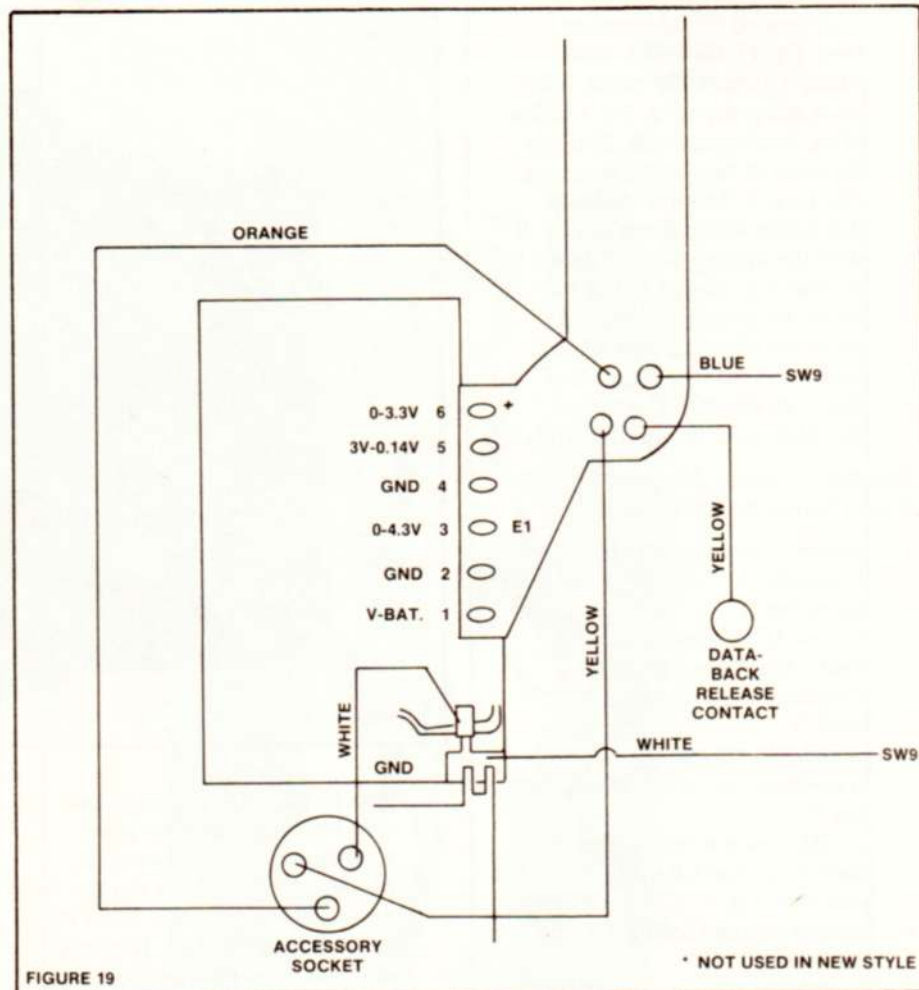 ORANGE
BLUE
SW9
0-3.3V 6 *
3V-0.14V 5
GND 4
0-4.3V 3 E1
GND 2
V-BAT. 1
YELLOW
YELLOW
DATA-
BACK
RELEASE
CONTACT
WHITE
WHITE
SW9
GND
ACCESSORY
SOCKET
FIGURE 19
* NOT USED IN NEW STYLE